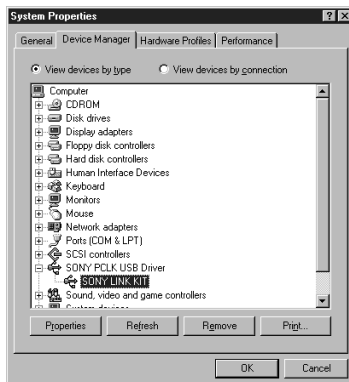 System Properties
General Device Manager Hardware Profiles Performance
View devices by type View devices by connection
Computer
CDROM
Disk drives
Display adapters
Floppy disk controllers
Hard disk controllers
Human Interface Devices
Keyboard
Monitors
Mouse
Network adapters
Ports (COM & LPT)
SCSI controllers
SONY PCLK USB Driver
SONY LINK KIT
Sound, video and game controllers
System devices
Properties Refresh Remove Print...
OK Cancel